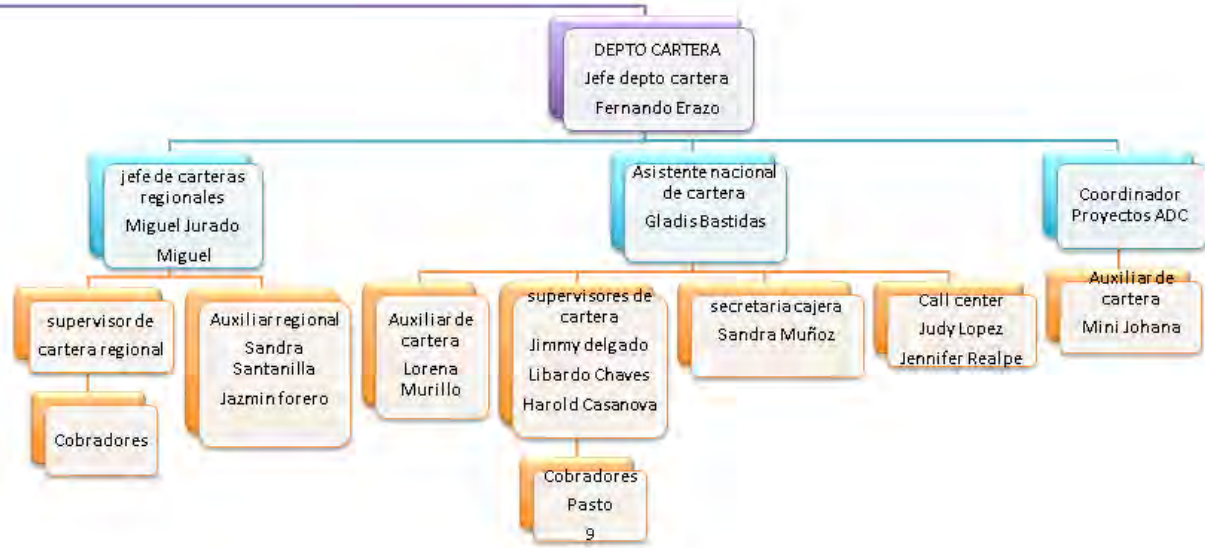 DEPTO CARTERA
Jefe depto cartera
Fernando Erazo
jefe de carteras
regionales
Miguel Jurado
Miguel
Asistente nacional
de cartera
Gladis Bastidas
Coordinador
Proyectos ADC
supervisor de
cartera regional
Auxiliar regional
Sandra
Santanilla
Jazmin forero
Auxiliar de
cartera
Lorena
Murillo
supervisores de
cartera
Jimmy delgado
Libardo Chaves
Harold Casanova
secretaria cajera
Sandra Muñoz
Call center
Judy Lopez
Jennifer Realpe
Auxiliar de
cartera
Mini Johana
Cobradores
Cobradores
Pasto
9